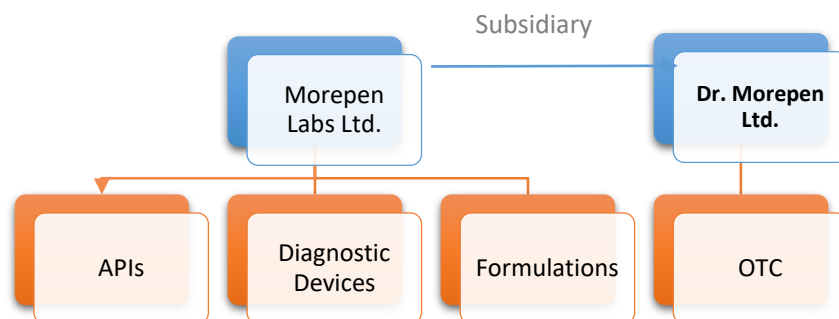 Subsidiary
Morepen
Labs Ltd.
Dr. Morepen
Ltd.
APIs
Diagnostic
Devices
Formulations
OTC